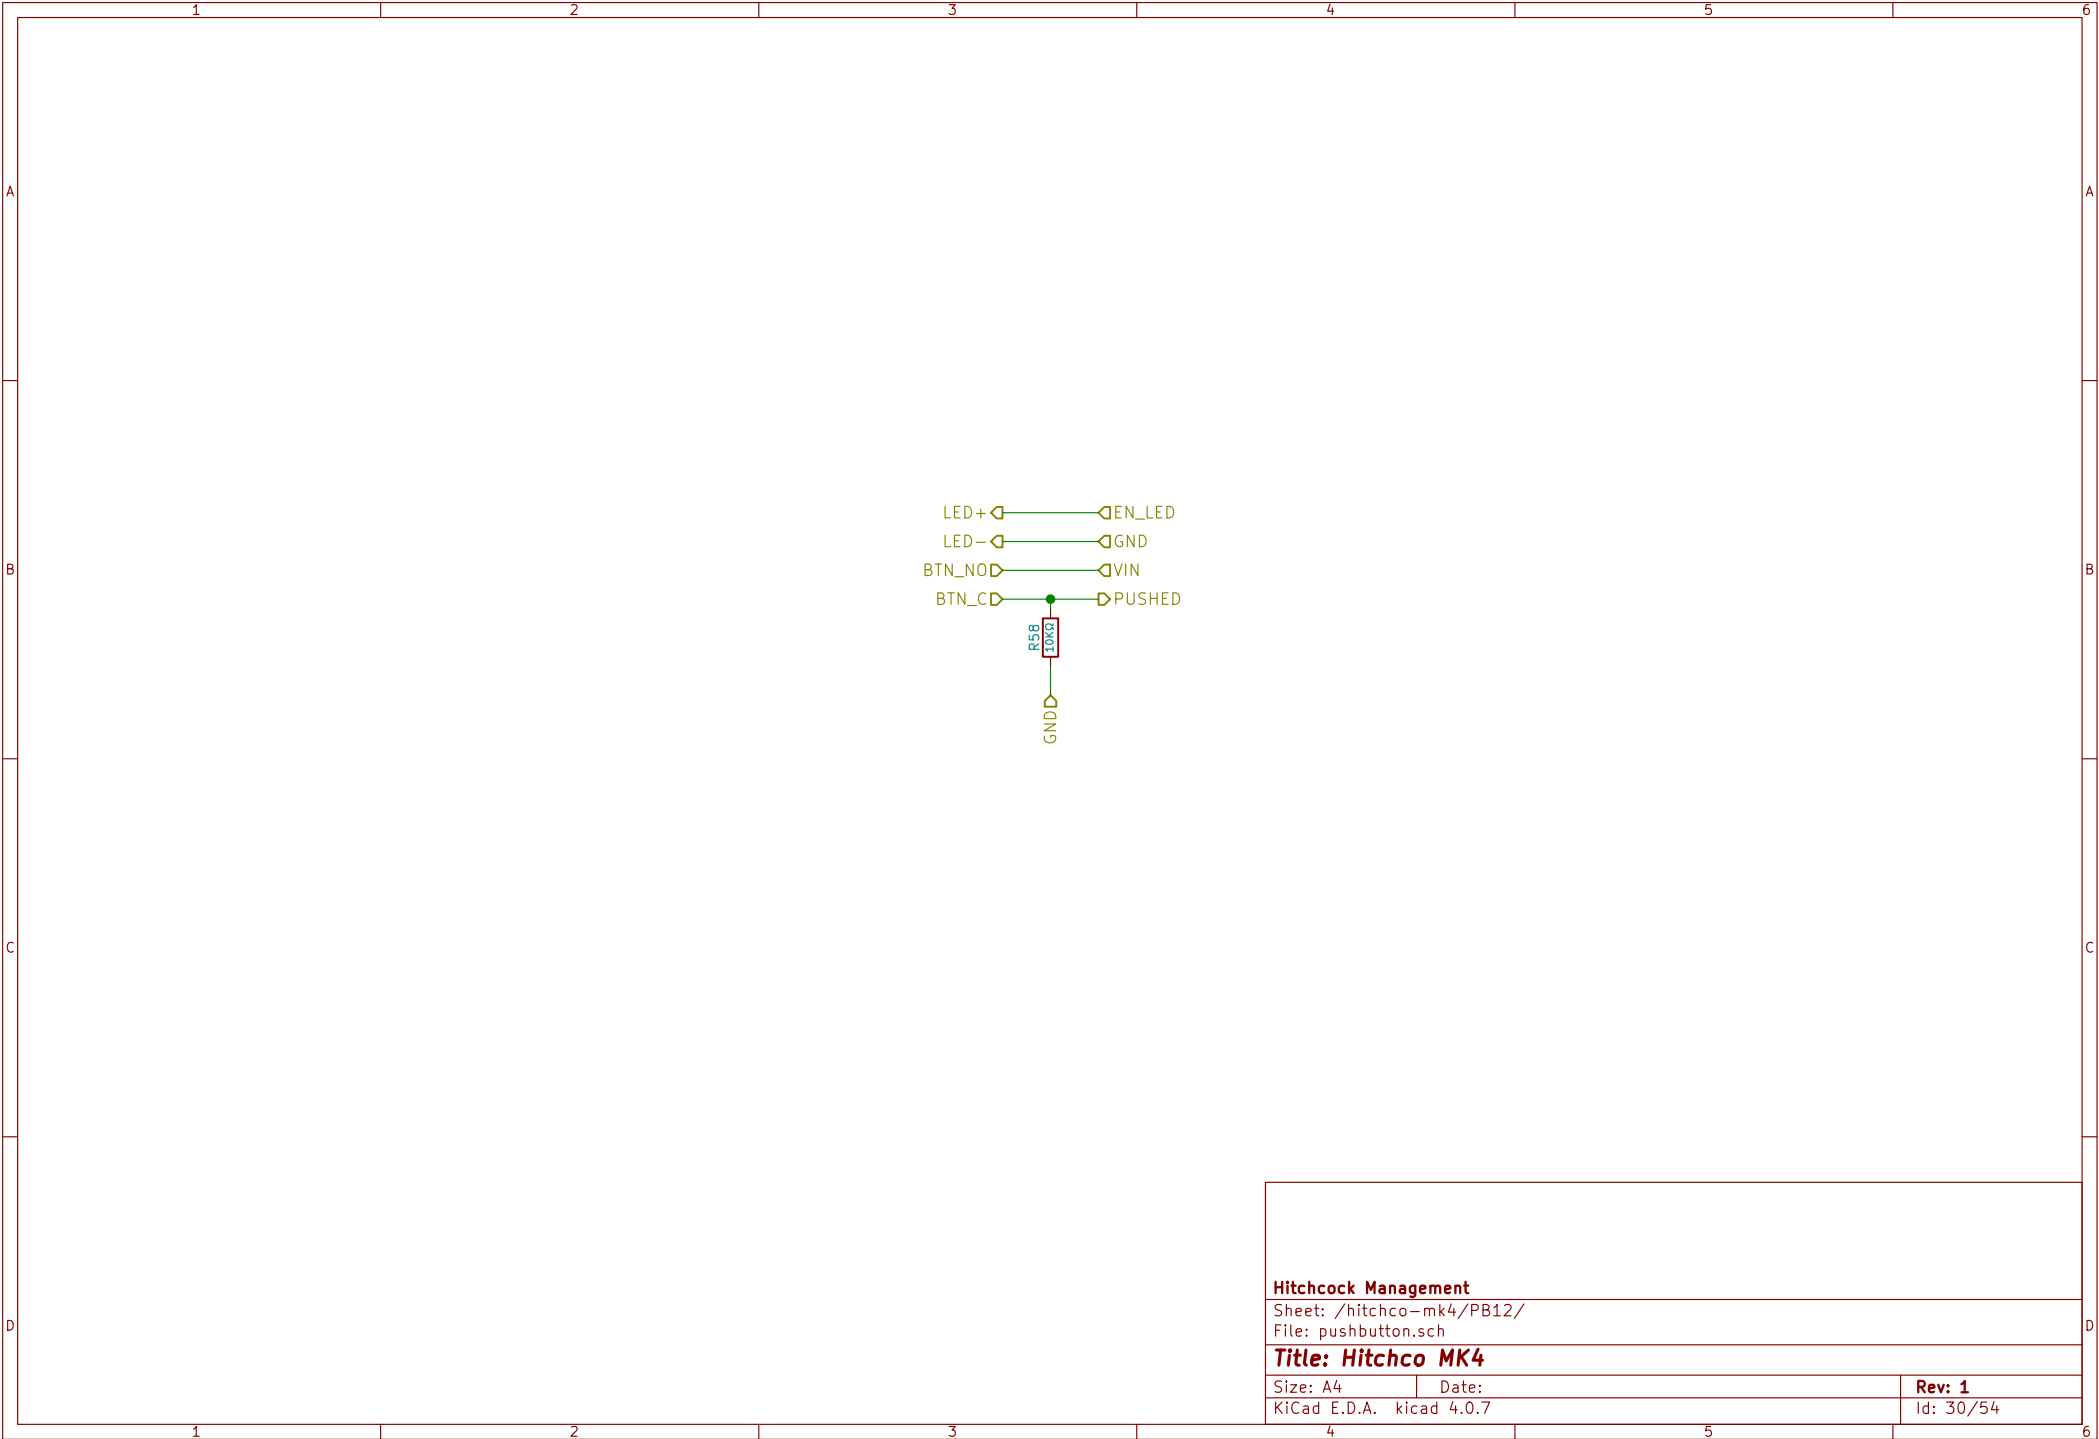 1 2 3 4 5 6
A A
LED+ EN_LED
LED- GND
B BTN_NO VIN B
BTN_C PUSHED
R58 10KΩ
GND
C C
Hitchcock Management
Sheet: /hitchco-mk4/PB12/
File: pushbutton.sch
D D
Title: Hitchco MK4
Size: A4 Date: Rev: 1
KiCad E.D.A. kicad 4.0.7 Id: 30/54
1 2 3 4 5 6